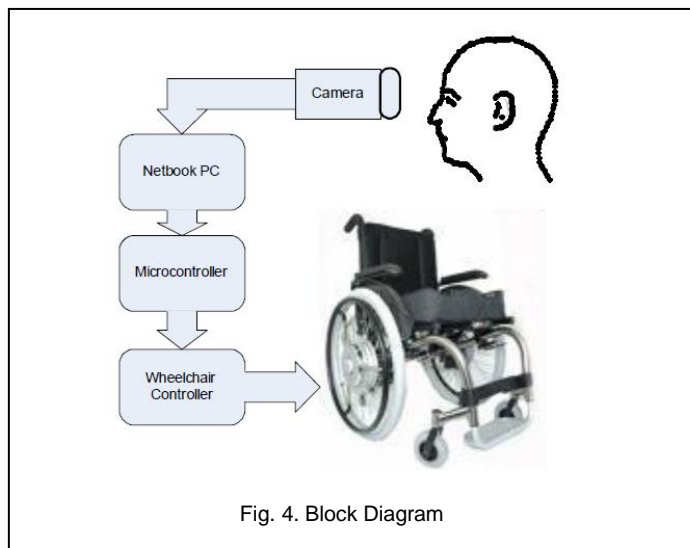 Camera
Netbook PC
Microcontroller
Wheelchair
Controller
Fig. 4. Block Diagram